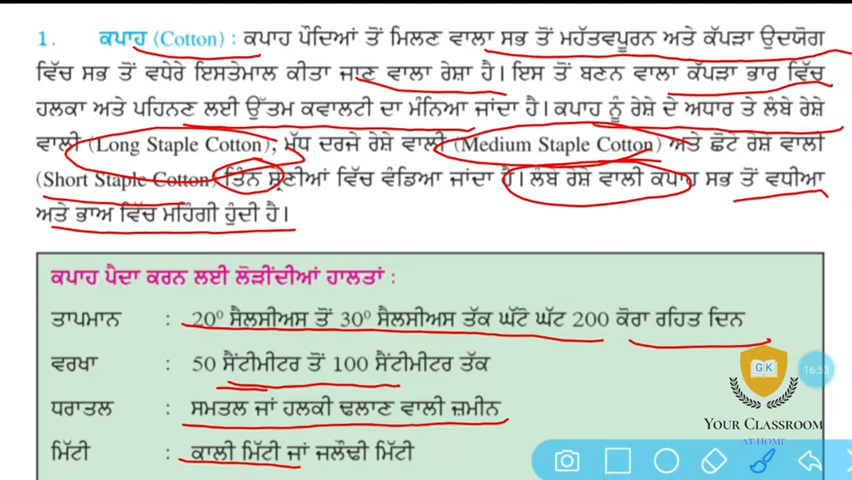 1. ਕਪਾਹ (Cotton) : ਕਪਾਹ ਪੌਦਿਆਂ ਤੋਂ ਮਿਲਣ ਵਾਲਾ ਸਭ ਤੋਂ ਮਹੱਤਵਪੂਰਨ ਅਤੇ ਕੱਪੜਾ ਉਦਯੋਗ
ਵਿੱਚ ਸਭ ਤੋਂ ਵਧੇਰੇ ਇਸਤੇਮਾਲ ਕੀਤਾ ਜਾਣ ਵਾਲਾ ਰੇਸ਼ਾ ਹੈ। ਇਸ ਤੋਂ ਬਣਨ ਵਾਲਾ ਕੱਪੜਾ ਭਾਰ ਵਿੱਚ
ਹਲਕਾ ਅਤੇ ਪਹਿਨਣ ਲਈ ਉੱਤਮ ਕਵਾਲਟੀ ਦਾ ਮੰਨਿਆ ਜਾਂਦਾ ਹੈ। ਕਪਾਹ ਨੂੰ ਰੇਸ਼ੇ ਦੇ ਅਧਾਰ ਤੇ ਲੰਬੇ ਰੇਸ਼ੇ
ਵਾਲੀ (Long Staple Cotton), ਮੱਧ ਦਰਜੇ ਰੇਸ਼ੇ ਵਾਲੀ (Medium Staple Cotton) ਅਤੇ ਛੋਟੇ ਰੇਸ਼ੇ ਵਾਲੀ
(Short Staple Cotton) ਤਿੰਨ ਸ਼੍ਰੇਣੀਆਂ ਵਿੱਚ ਵੰਡਿਆ ਜਾਂਦਾ ਹੈ। ਲੰਬੇ ਰੇਸ਼ੇ ਵਾਲੀ ਕਪਾਹ ਸਭ ਤੋਂ ਵਧੀਆ
ਅਤੇ ਭਾਅ ਵਿੱਚ ਮਹਿੰਗੀ ਹੁੰਦੀ ਹੈ।
ਕਪਾਹ ਪੈਦਾ ਕਰਨ ਲਈ ਲੋੜੀਂਦੀਆਂ ਹਾਲਤਾਂ :
ਤਾਪਮਾਨ : 20⁰ ਸੈਲਸੀਅਸ ਤੋਂ 30⁰ ਸੈਲਸੀਅਸ ਤੱਕ ਘੱਟੋ ਘੱਟ 200 ਕੋਰਾ ਰਹਿਤ ਦਿਨ
ਵਰਖਾ : 50 ਸੈਂਟੀਮੀਟਰ ਤੋਂ 100 ਸੈਂਟੀਮੀਟਰ ਤੱਕ
ਧਰਾਤਲ : ਸਮਤਲ ਜਾਂ ਹਲਕੀ ਢਲਾਣ ਵਾਲੀ ਜ਼ਮੀਨ
ਮਿੱਟੀ : ਕਾਲੀ ਮਿੱਟੀ ਜਾਂ ਜਲੌਢੀ ਮਿੱਟੀ
GK
16:53
YOUR CLASSROOM
AT HOME